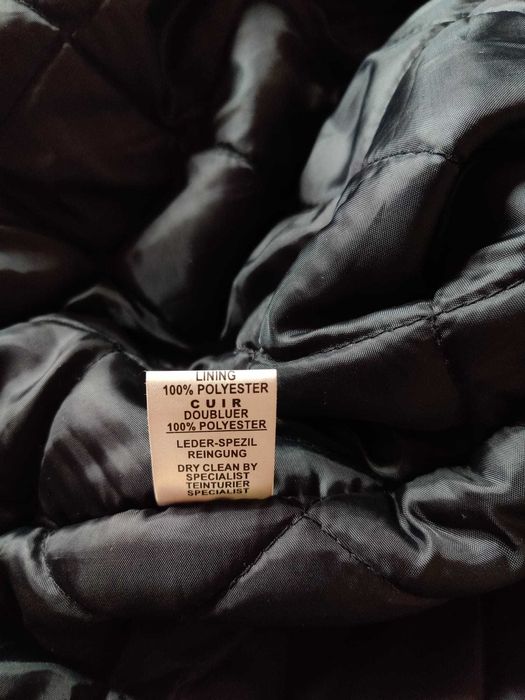 LINING
100% POLYESTER
CUIR
DOUBLUER
100% POLYESTER
LEDER-SPEZIL
REINGUNG
DRY CLEAN BY
SPECIALIST
TEINTURIER
SPECIALIST